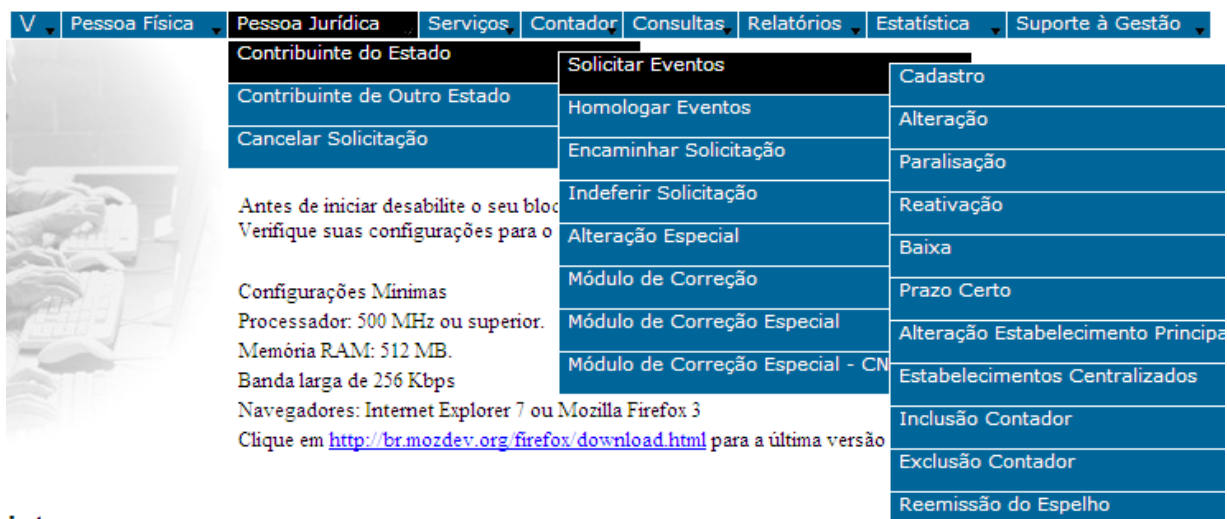 V Pessoa Física Pessoa Jurídica Serviços Contador Consultas Relatórios Estatística Suporte à Gestão
Contribuinte do Estado
Contribuinte de Outro Estado
Cancelar Solicitação
Solicitar Eventos
Homologar Eventos
Encaminhar Solicitação
Indeferir Solicitação
Alteração Especial
Módulo de Correção
Módulo de Correção Especial
Módulo de Correção Especial - CN
Cadastro
Alteração
Paralisação
Reativação
Baixa
Prazo Certo
Alteração Estabelecimento Principa
Estabelecimentos Centralizados
Inclusão Contador
Exclusão Contador
Reemissão do Espelho
Antes de iniciar desabilite o seu bloc
Verifique suas configurações para o
Configurações Minimas
Processador: 500 MHz ou superior.
Memória RAM: 512 MB.
Banda larga de 256 Kbps
Navegadores: Internet Explorer 7 ou Mozilla Firefox 3
Clique em http://br.mozdev.org/firefox/download.html para a última versão